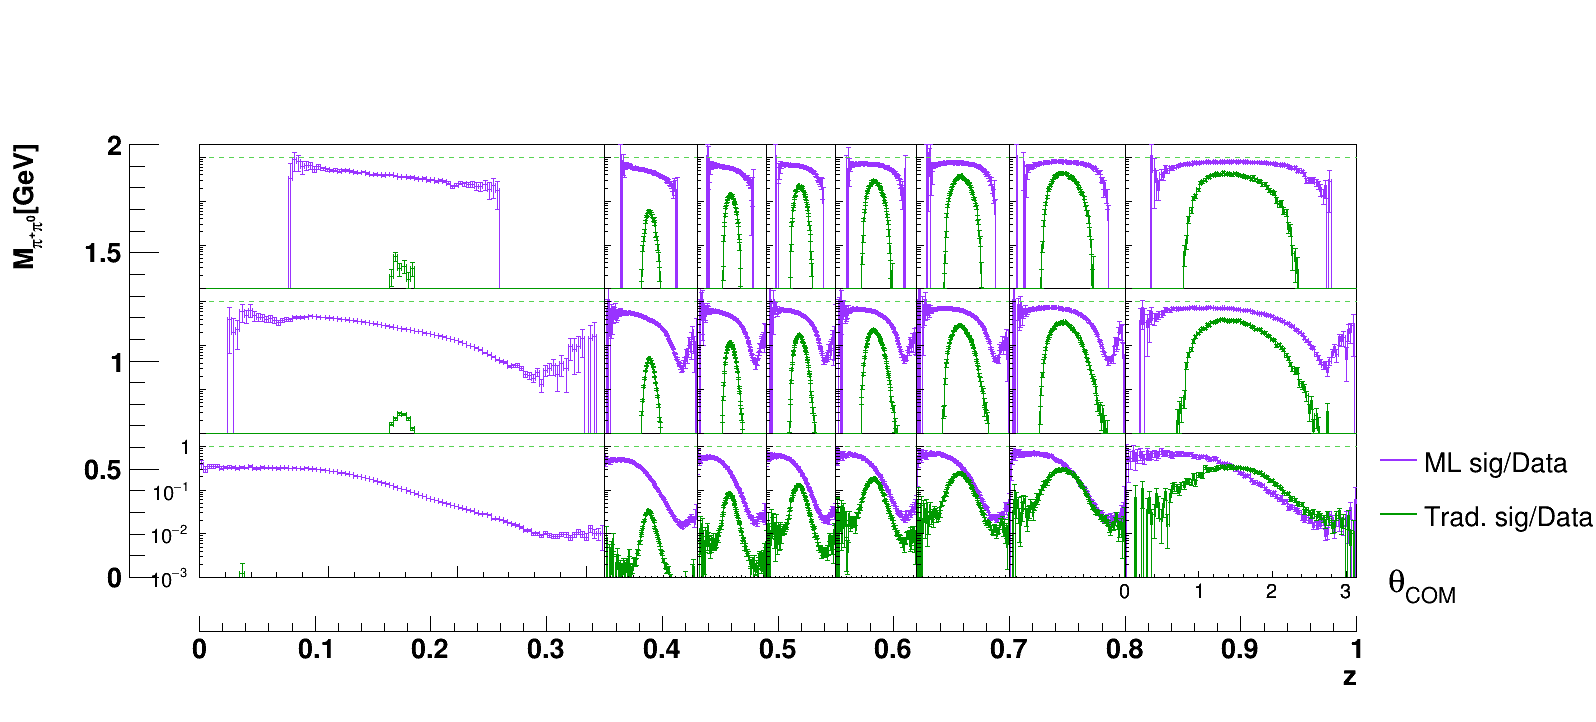 M_{π⁺π⁰}[GeV]
2
1.5
1
0.5
0
1
10⁻¹
10⁻²
10⁻³
ML sig/Data
Trad. sig/Data
0 1 2 3
θ_COM
0 0.1 0.2 0.3 0.4 0.5 0.6 0.7 0.8 0.9 1
z